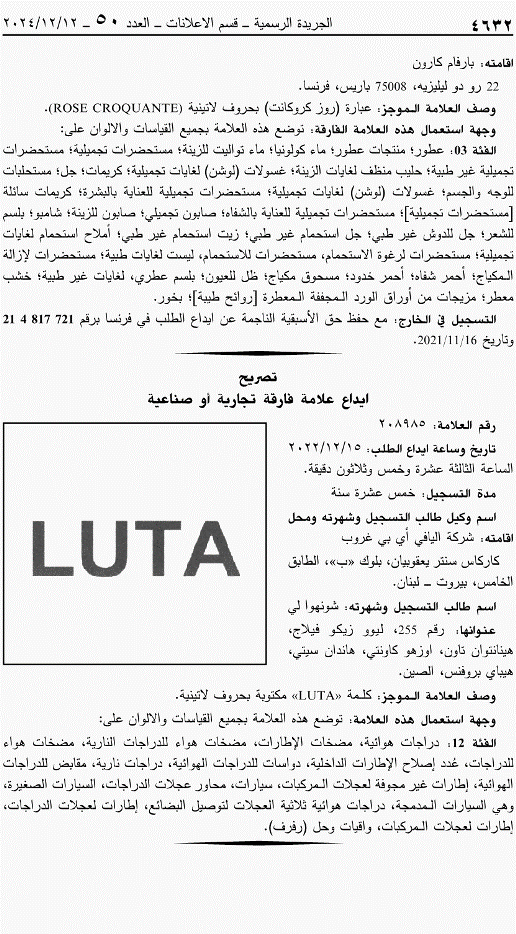 ٤٦٣٢
الجريدة الرسمية – قسم الاعلانات – العدد ٥٠ – ٢٠٢٤/١٢/١٢
اقامته: بارفام كارون
22 رو دو ليليزيه، 75008 باريس، فرنسا.
وصف العلامة الموجز: عبارة (روز كروكانت) بحروف لاتينية (ROSE CROQUANTE).
وجهة استعمال هذه العلامة الفارقة: توضع هذه العلامة بجميع القياسات والالوان على:
الفئة 03: عطور؛ منتجات عطور؛ ماء كولونيا؛ ماء تواليت للزينة؛ مستحضرات تجميلية؛ مستحضرات
تجميلية غير طبية؛ حليب منظف لغايات الزينة؛ غسولات (لوشن) لغايات تجميلية؛ كريمات؛ جل؛ مستحلبات
للوجه والجسم؛ غسولات (لوشن) لغايات تجميلية؛ مستحضرات تجميلية للعناية بالبشرة؛ كريمات سائلة
[مستحضرات تجميلية]؛ مستحضرات تجميلية للعناية بالشفاه؛ صابون تجميلي؛ صابون للزينة؛ شامبو؛ بلسم
للشعر؛ جل للدوش غير طبي؛ جل استحمام غير طبي؛ زيت استحمام غير طبي؛ أملاح استحمام لغايات
تجميلية؛ مستحضرات لرغوة الاستحمام، مستحضرات للاستحمام، ليست لغايات طبية؛ مستحضرات لإزالة
المكياج؛ أحمر شفاه؛ أحمر خدود؛ مسحوق مكياج؛ ظل للعيون؛ بلسم عطري، لغايات غير طبية؛ خشب
معطر؛ مزيجات من أوراق الورد المجففة المعطرة [روائح طيبة]؛ بخور.
التسجيل في الخارج: مع حفظ حق الأسبقية الناجمة عن ايداع الطلب في فرنسا برقم 721 817 4 21
وتاريخ 2021/11/16.
تصريح
ايداع علامة فارقة تجارية أو صناعية
رقم العلامة: ٢٠٨٩٨٥
تاريخ وساعة ايداع الطلب: ٢٠٢٢/١٢/١٥
الساعة الثالثة عشرة وخمس وثلاثون دقيقة.
مدة التسجيل: خمس عشرة سنة
اسم وكيل طالب التسجيل وشهرته ومحل
اقامته: شركة اليافي أي بي غروب
كاركاس سنتر يعقوبيان، بلوك «ب»، الطابق
الخامس، بيروت – لبنان.
اسم طالب التسجيل وشهرته: شونهوا لي
عنوانها: رقم 255، ليوو زيكو فيلاج،
هينانتوان تاون، اوزهو كاونتي، هاندان سيتي،
هيباي بروفنس، الصين.
LUTA
وصف العلامة الموجز: كلمة «LUTA» مكتوبة بحروف لاتينية.
وجهة استعمال هذه العلامة: توضع هذه العلامة بجميع القياسات والالوان على:
الفئة 12: دراجات هوائية، مضخات الإطارات، مضخات هواء للدراجات النارية، مضخات هواء
للدراجات، عُدد إصلاح الإطارات الداخلية، دواسات للدراجات الهوائية، دراجات نارية، مقابض للدراجات
الهوائية، إطارات غير مجوفة لعجلات المركبات، سيارات، محاور عجلات الدراجات، السيارات الصغيرة،
وهي السيارات المدمجة، دراجات هوائية ثلاثية العجلات لتوصيل البضائع، إطارات لعجلات الدراجات،
إطارات لعجلات المركبات، واقيات وحل (رفرف).